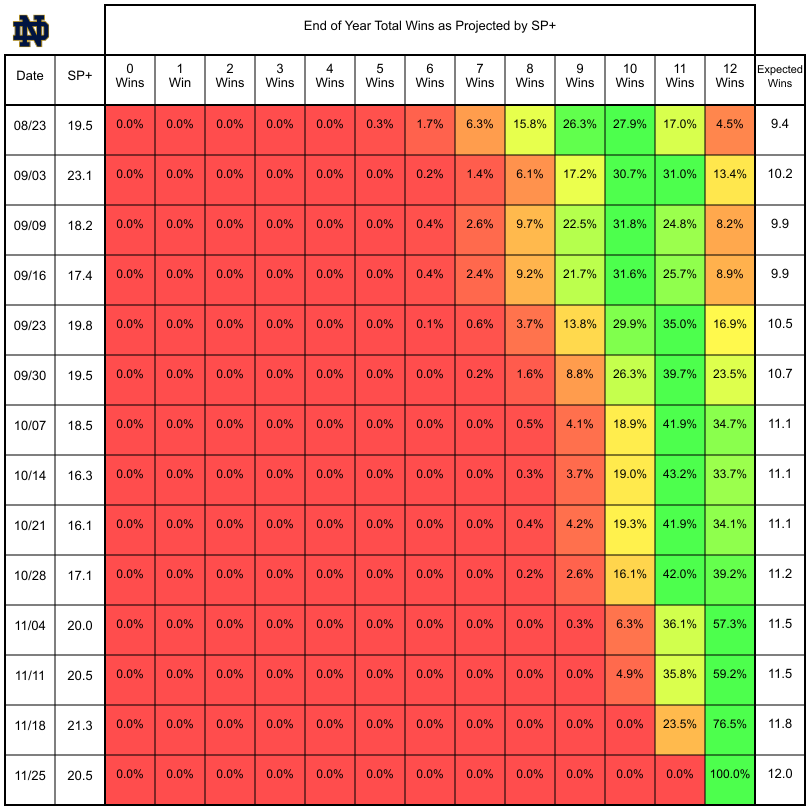 ND
End of Year Total Wins as Projected by SP+
Date SP+ 0 Wins 1 Win 2 Wins 3 Wins 4 Wins 5 Wins 6 Wins 7 Wins 8 Wins 9 Wins 10 Wins 11 Wins 12 Wins Expected Wins
08/23 19.5 0.0% 0.0% 0.0% 0.0% 0.0% 0.3% 1.7% 6.3% 15.8% 26.3% 27.9% 17.0% 4.5% 9.4
09/03 23.1 0.0% 0.0% 0.0% 0.0% 0.0% 0.0% 0.2% 1.4% 6.1% 17.2% 30.7% 31.0% 13.4% 10.2
09/09 18.2 0.0% 0.0% 0.0% 0.0% 0.0% 0.0% 0.4% 2.6% 9.7% 22.5% 31.8% 24.8% 8.2% 9.9
09/16 17.4 0.0% 0.0% 0.0% 0.0% 0.0% 0.0% 0.4% 2.4% 9.2% 21.7% 31.6% 25.7% 8.9% 9.9
09/23 19.8 0.0% 0.0% 0.0% 0.0% 0.0% 0.0% 0.1% 0.6% 3.7% 13.8% 29.9% 35.0% 16.9% 10.5
09/30 19.5 0.0% 0.0% 0.0% 0.0% 0.0% 0.0% 0.0% 0.2% 1.6% 8.8% 26.3% 39.7% 23.5% 10.7
10/07 18.5 0.0% 0.0% 0.0% 0.0% 0.0% 0.0% 0.0% 0.0% 0.5% 4.1% 18.9% 41.9% 34.7% 11.1
10/14 16.3 0.0% 0.0% 0.0% 0.0% 0.0% 0.0% 0.0% 0.0% 0.3% 3.7% 19.0% 43.2% 33.7% 11.1
10/21 16.1 0.0% 0.0% 0.0% 0.0% 0.0% 0.0% 0.0% 0.0% 0.4% 4.2% 19.3% 41.9% 34.1% 11.1
10/28 17.1 0.0% 0.0% 0.0% 0.0% 0.0% 0.0% 0.0% 0.0% 0.2% 2.6% 16.1% 42.0% 39.2% 11.2
11/04 20.0 0.0% 0.0% 0.0% 0.0% 0.0% 0.0% 0.0% 0.0% 0.0% 0.3% 6.3% 36.1% 57.3% 11.5
11/11 20.5 0.0% 0.0% 0.0% 0.0% 0.0% 0.0% 0.0% 0.0% 0.0% 0.0% 4.9% 35.8% 59.2% 11.5
11/18 21.3 0.0% 0.0% 0.0% 0.0% 0.0% 0.0% 0.0% 0.0% 0.0% 0.0% 0.0% 23.5% 76.5% 11.8
11/25 20.5 0.0% 0.0% 0.0% 0.0% 0.0% 0.0% 0.0% 0.0% 0.0% 0.0% 0.0% 0.0% 100.0% 12.0